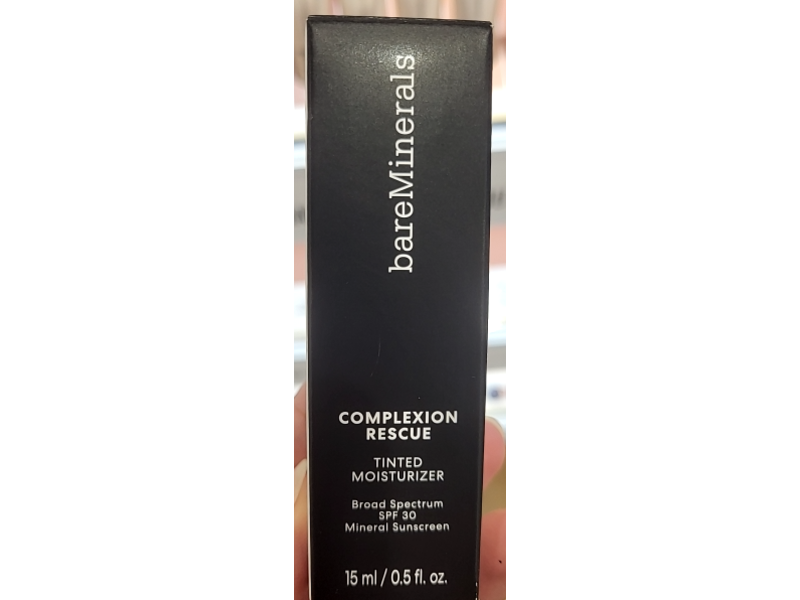 bareMinerals
COMPLEXION
RESCUE
TINTED
MOISTURIZER
Broad Spectrum
SPF 30
Mineral Sunscreen
15 ml / 0.5 fl. oz.